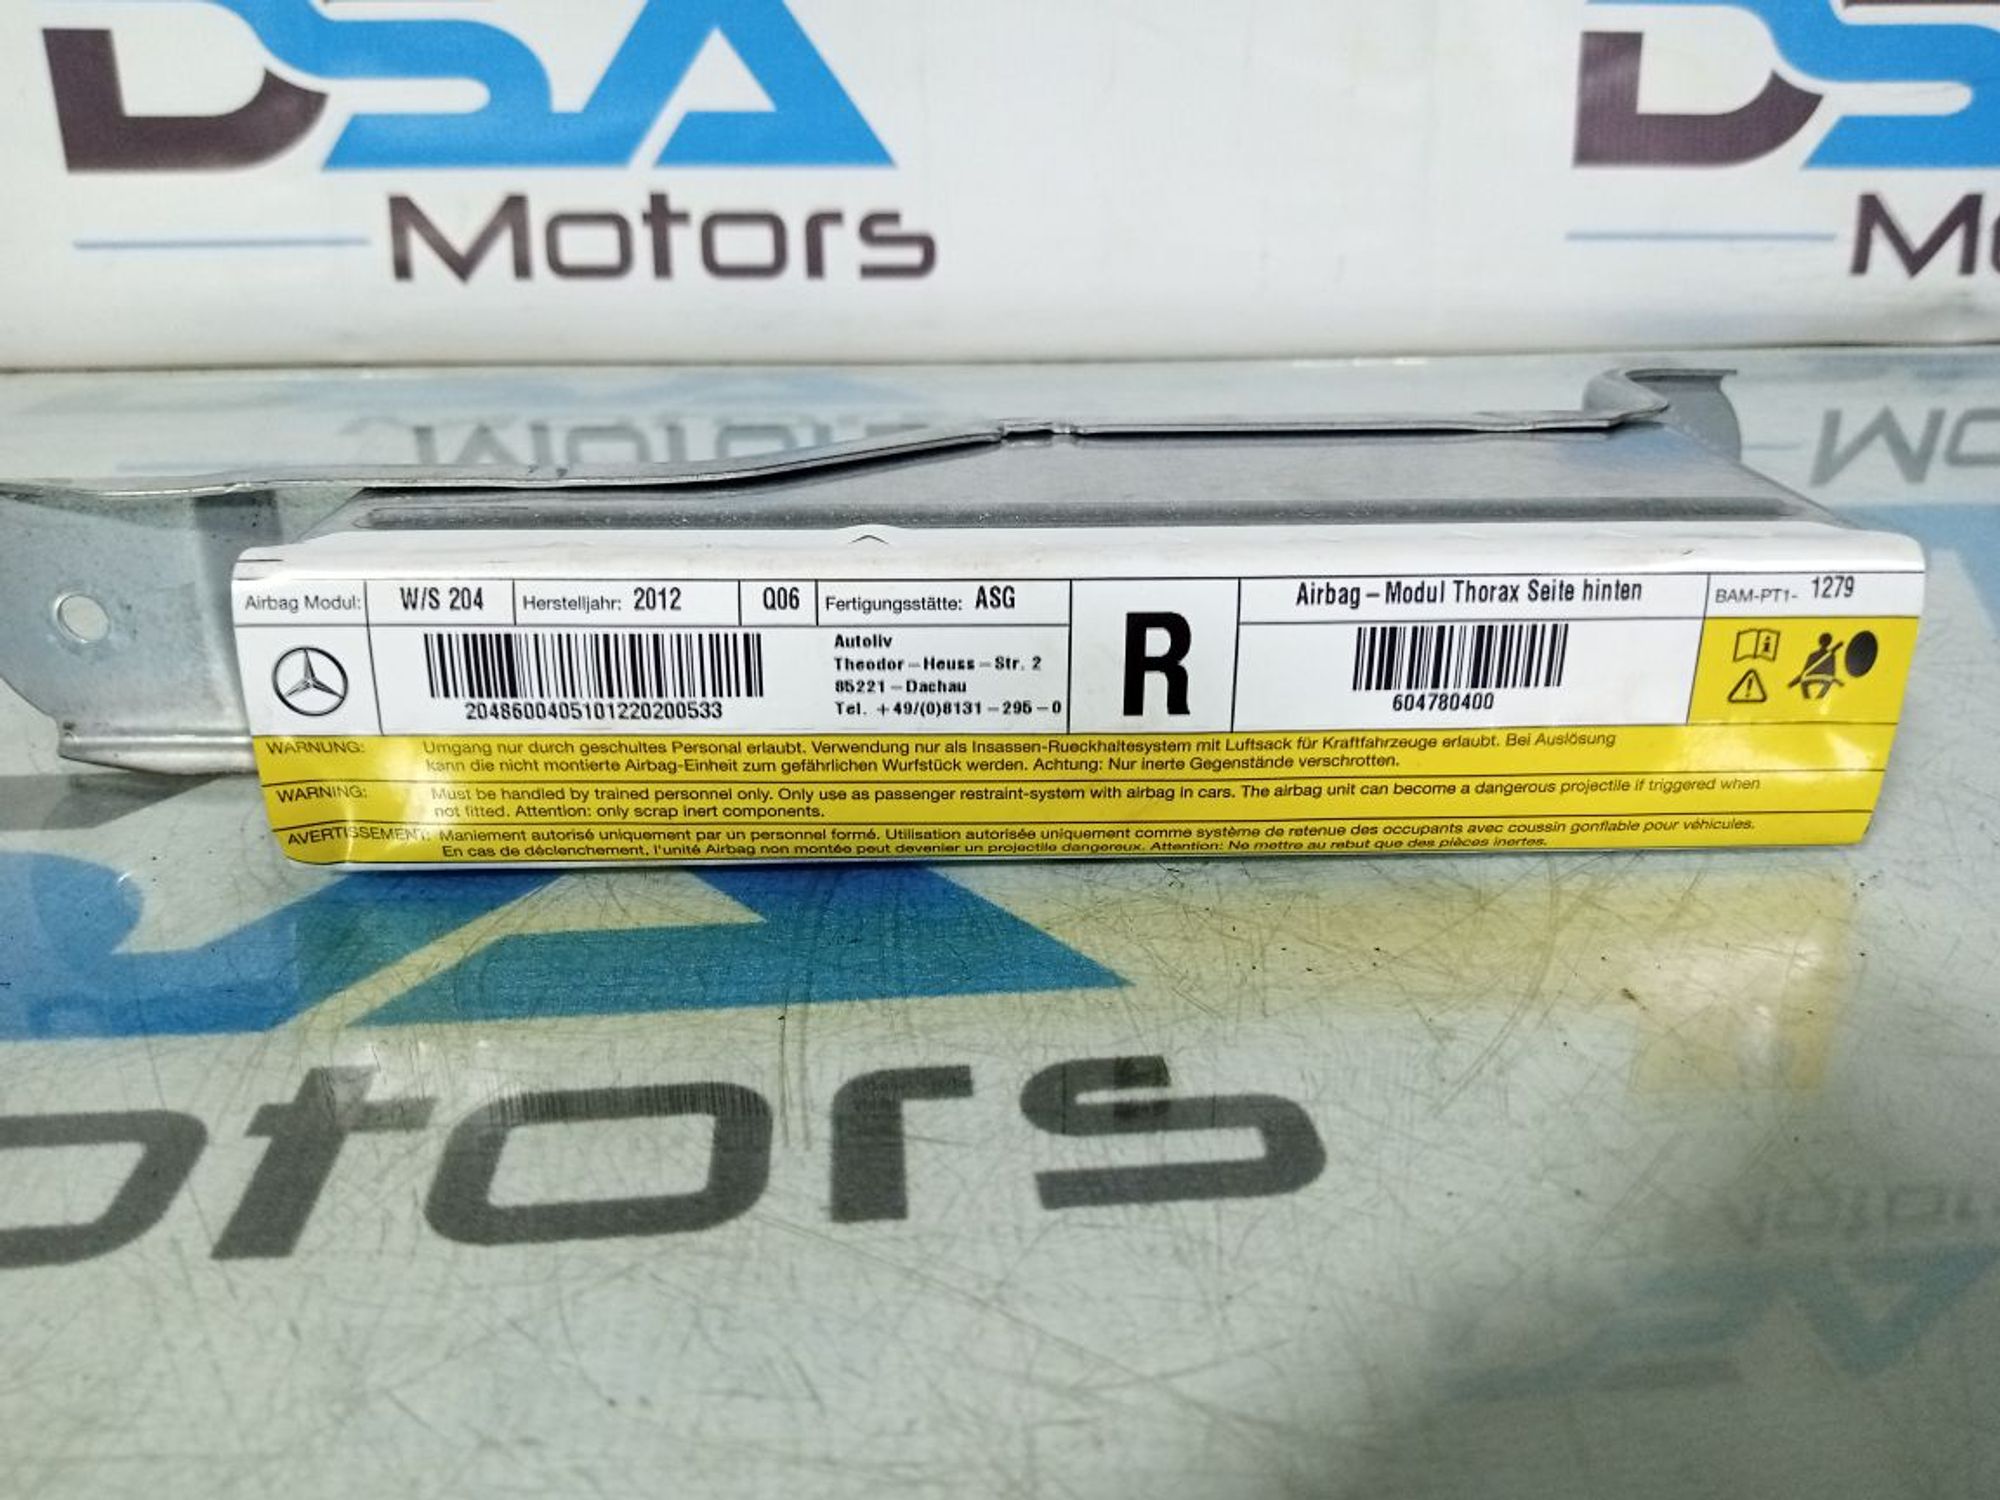 DSA
Motors
DS
Mo
Motors
Mo
Airbag Modul: W/S 204 Herstelljahr: 2012 Q06 Fertigungsstätte: ASG
20486004051012202000533
Autoliv
Theodor-Heuss-Str. 2
85221-Dachau
Tel. +49/(0)8131-295-0
R
Airbag-Modul Thorax Seite hinten
604780400
BAM-PT1- 1279
WARNUNG: Umgang nur durch geschultes Personal erlaubt. Verwendung nur als Insassen-Rueckhaltesystem mit Luftsack für Kraftfahrzeuge erlaubt. Bei Auslösung
kann die nicht montierte Airbag-Einheit zum gefährlichen Wurfstück werden. Achtung: Nur inerte Gegenstände verschrotten.
WARNING: Must be handled by trained personnel only. Only use as passenger restraint-system with airbag in cars. The airbag unit can become a dangerous projectile if triggered when
not fitted. Attention: only scrap inert components.
AVERTISSEMENT: Maniement autorisé uniquement par un personnel formé. Utilisation autorisée uniquement comme système de retenue des occupants avec coussin gonflable pour véhicules.
En cas de déclenchement, l'unité Airbag non montée peut devenier un projectile dangereux. Attention: Ne mettre au rebut que des pièces inertes.
otors